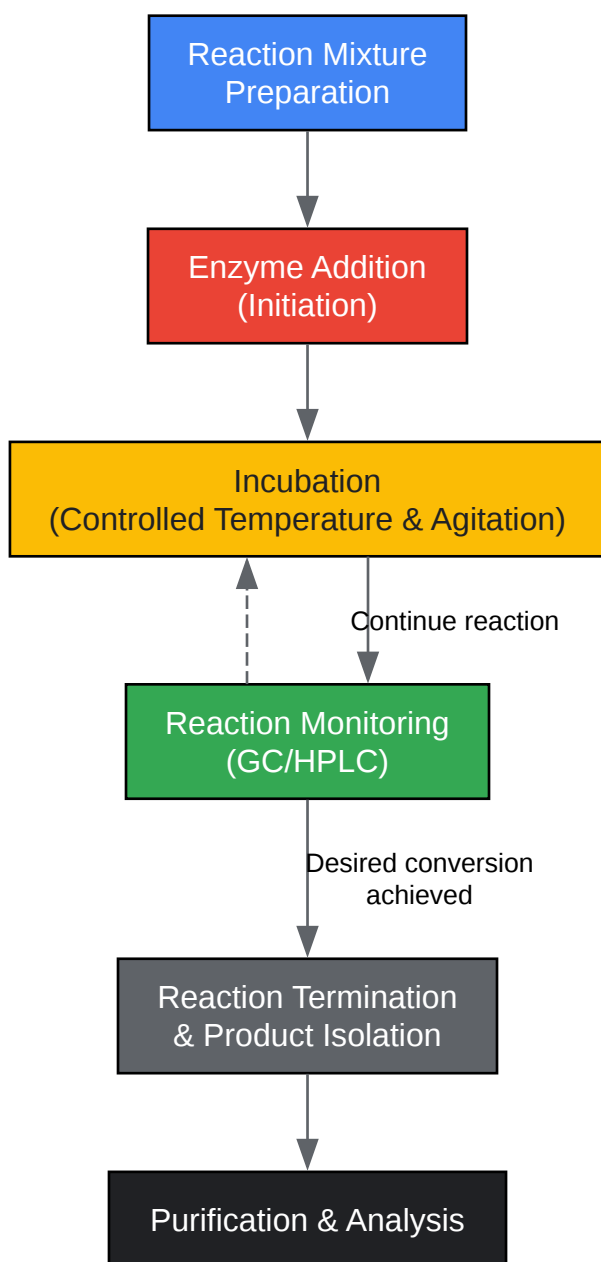 Reaction Mixture
Preparation
Enzyme Addition
(Initiation)
Incubation
(Controlled Temperature & Agitation)
Continue reaction
Reaction Monitoring
(GC/HPLC)
Desired conversion
achieved
Reaction Termination
& Product Isolation
Purification & Analysis